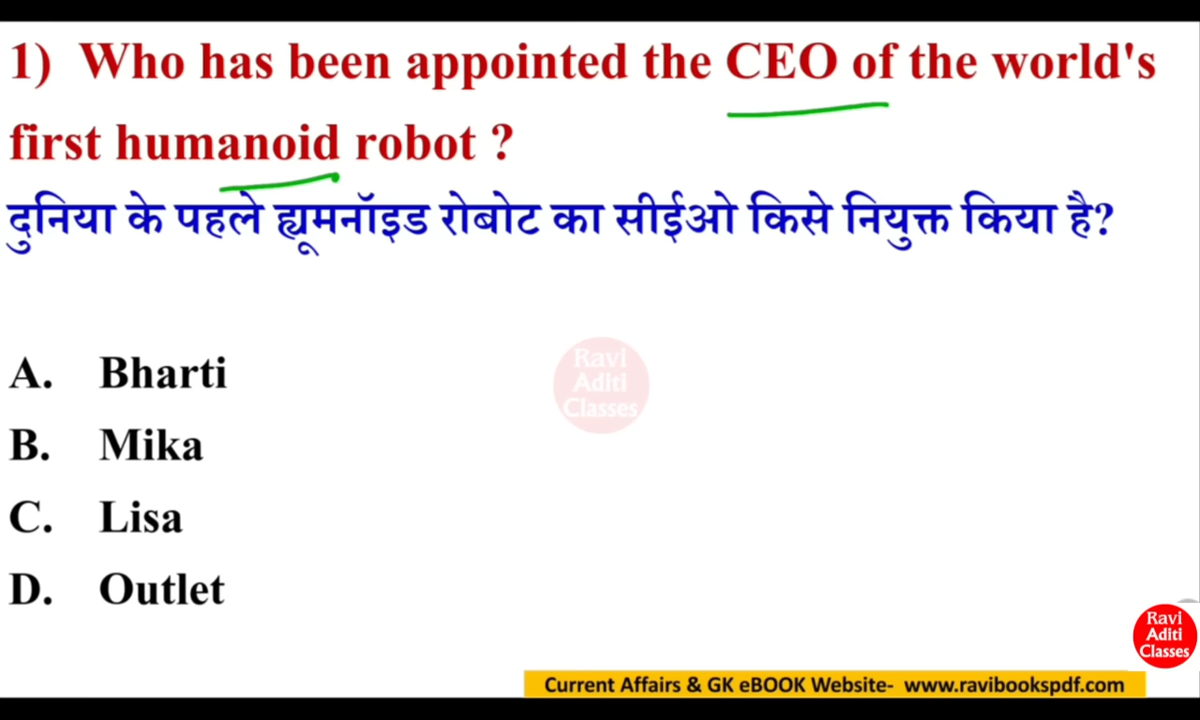 1) Who has been appointed the CEO of the world's
first humanoid robot ?
दुनिया के पहले ह्यूमनॉइड रोबोट का सीईओ किसे नियुक्त किया है?
Ravi
Aditi
Classes
A. Bharti
B. Mika
C. Lisa
D. Outlet
Ravi
Aditi
Classes
Current Affairs & GK eBOOK Website- www.ravibookspdf.com